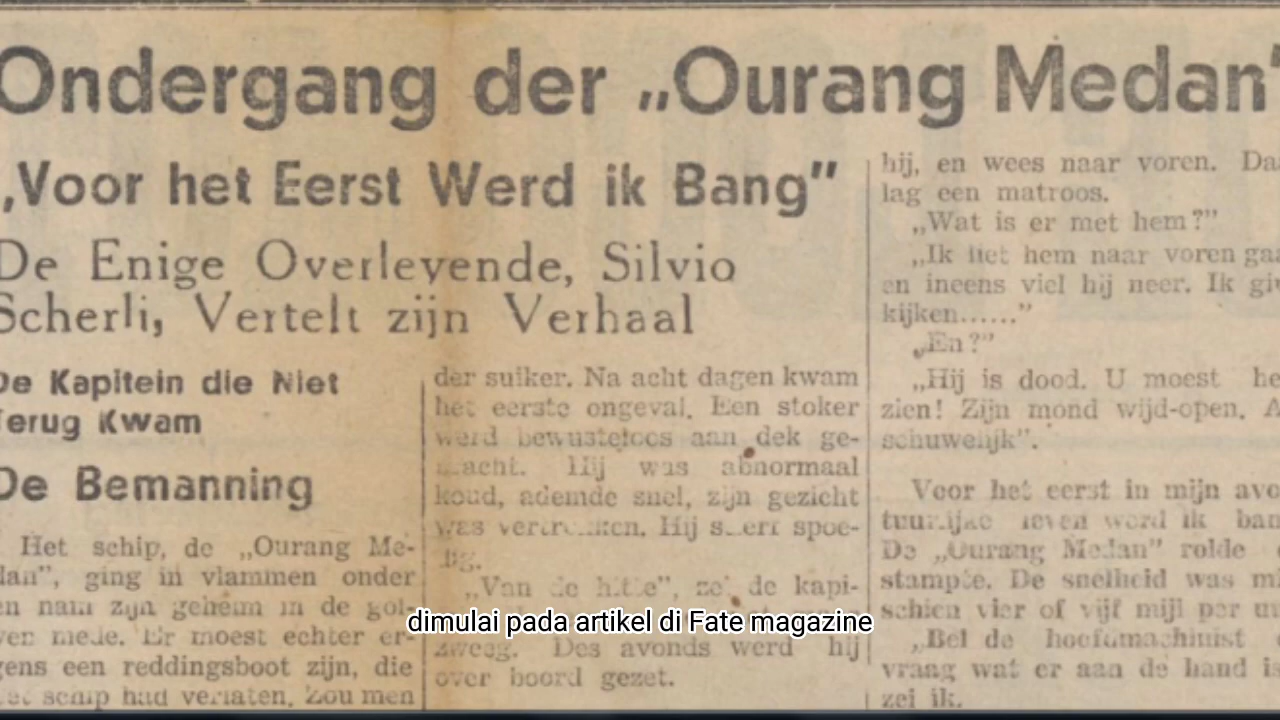 Ondergang der „Ourang Medan"
„Voor het Eerst Werd ik Bang”
De Enige Overlevende, Silvio
Scherli, Vertelt zijn Verhaal
De Kapitein die Niet
Terug Kwam
De Bemanning
Het schip, de „Ourang Me-
dan”, ging in vlammen onder
en nam zijn geheim in de gol-
ven mede. Er moest echter er-
gens een reddingsboot zijn, die
het schip had verlaten. Zou men
der suiker. Na acht dagen kwam
het eerste ongeval. Een stoker
werd bewusteloos aan dek ge-
bracht. Hij was abnormaal
koud, ademde snel, zijn gezicht
was vertrokken. Hij stierf spoe-
dig.
„Van de hitte”, zei de kapi-
zweeg. Des avonds werd hij
over boord gezet.
hij, en wees naar voren. Daa
lag een matroos.
„Wat is er met hem?”
„Ik liet hem naar voren gaa
en ineens viel hij neer. Ik gi
kijken......”
„En?”
„Hij is dood. U moest he
zien! Zijn mond wijd-open. A
schuwelijk”.
Voor het eerst in mijn avo
tuurlijke leven werd ik ban
De „Ourang Medan” rolde
stampte. De snelheid was mi
schien vier of vijf mijl per u
„Bel de hoofdmachinist
vraag wat er aan de hand is
zei ik.
dimulai pada artikel di Fate magazine